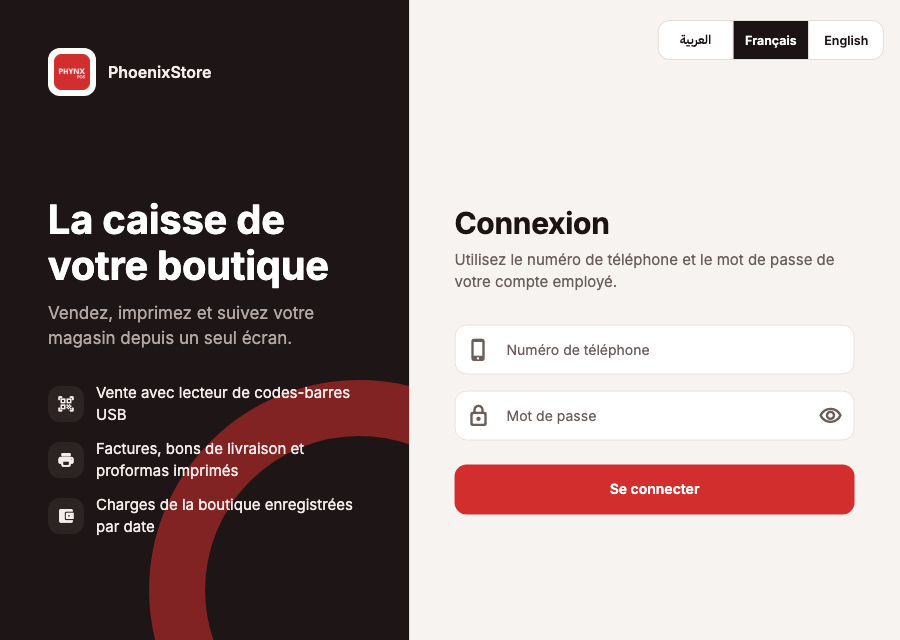 PHYNX
POS
PhoenixStore
La caisse de
votre boutique
Vendez, imprimez et suivez votre
magasin depuis un seul écran.
Vente avec lecteur de codes-barres
USB
Factures, bons de livraison et
proformas imprimés
Charges de la boutique enregistrées
par date
العربية Français English
Connexion
Utilisez le numéro de téléphone et le mot de passe de
votre compte employé.
Numéro de téléphone
Mot de passe
Se connecter